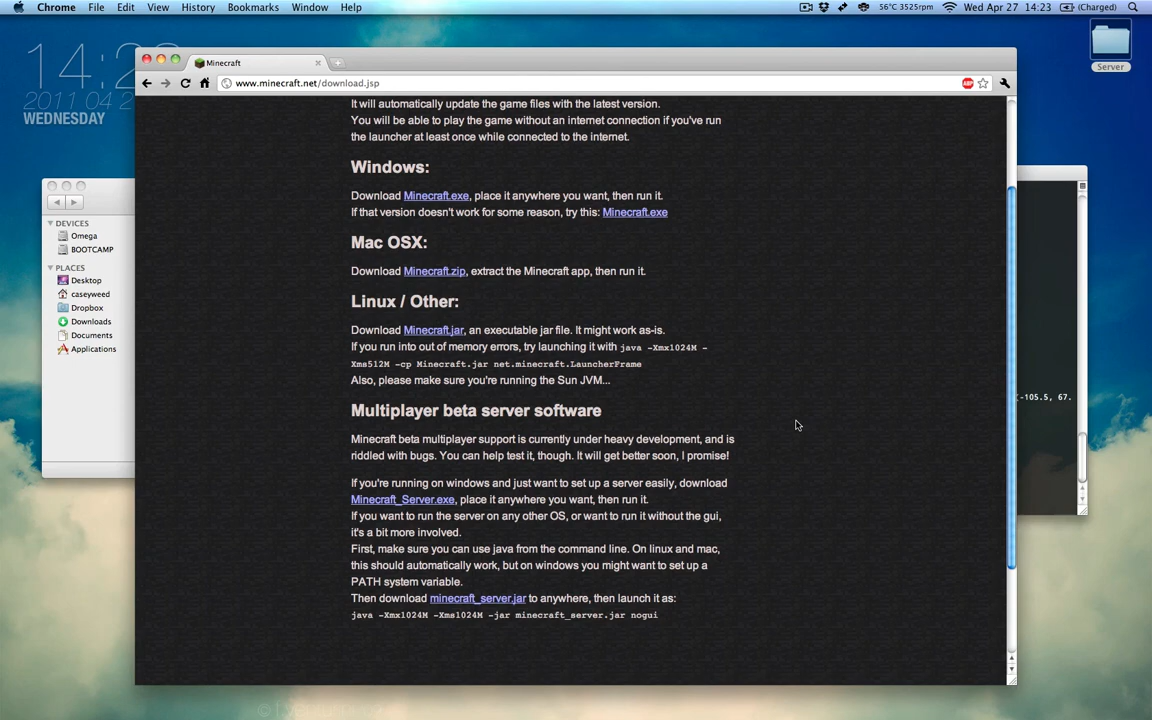 Chrome File Edit View History Bookmarks Window Help 56°C 3525rpm Wed Apr 27 14:23 (Charged)
Server
14:2
2011 04 2
WEDNESDAY
Minecraft
www.minecraft.net/download.jsp
ABP
It will automatically update the game files with the latest version.
You will be able to play the game without an internet connection if you've run
the launcher at least once while connected to the internet.
Windows:
Download Minecraft.exe, place it anywhere you want, then run it.
If that version doesn't work for some reason, try this: Minecraft.exe
Mac OSX:
Download Minecraft.zip, extract the Minecraft app, then run it.
Linux / Other:
Download Minecraft.jar, an executable jar file. It might work as-is.
If you run into out of memory errors, try launching it with java -Xmx1024M -
Xms512M -cp Minecraft.jar net.minecraft.LauncherFrame
Also, please make sure you're running the Sun JVM...
Multiplayer beta server software
Minecraft beta multiplayer support is currently under heavy development, and is
riddled with bugs. You can help test it, though. It will get better soon, I promise!
If you're running on windows and just want to set up a server easily, download
Minecraft_Server.exe, place it anywhere you want, then run it.
If you want to run the server on any other OS, or want to run it without the gui,
it's a bit more involved.
First, make sure you can use java from the command line. On linux and mac,
this should automatically work, but on windows you might want to set up a
PATH system variable.
Then download minecraft_server.jar to anywhere, then launch it as:
java -Xmx1024M -Xms1024M -jar minecraft_server.jar nogui
DEVICES
Omega
BOOTCAMP
PLACES
Desktop
caseyweed
Dropbox
Downloads
Documents
Applications
(-105.5, 67.